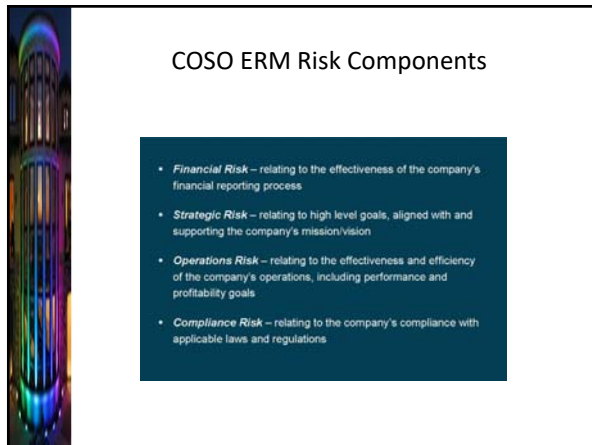 COSO ERM Risk Components
• Financial Risk – relating to the effectiveness of the company's
financial reporting process
• Strategic Risk – relating to high level goals, aligned with and
supporting the company's mission/vision
• Operations Risk – relating to the effectiveness and efficiency
of the company's operations, including performance and
profitability goals
• Compliance Risk – relating to the company's compliance with
applicable laws and regulations